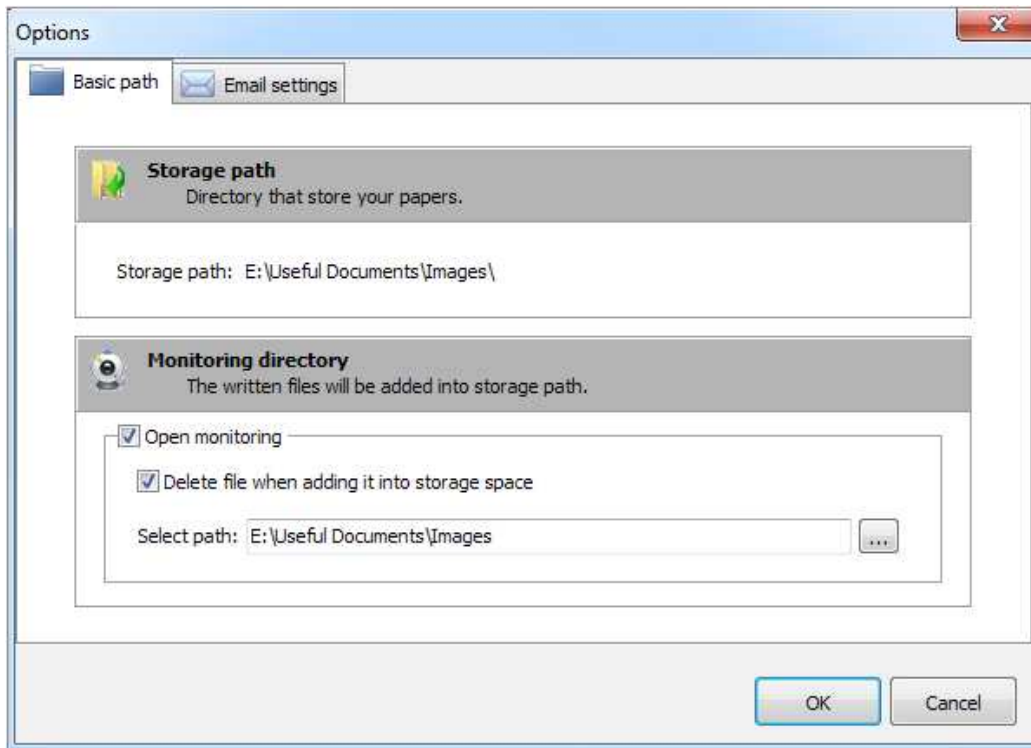 Options
Basic path
Email settings
Storage path
Directory that store your papers.
Storage path: E:\Useful Documents\Images\
Monitoring directory
The written files will be added into storage path.
Open monitoring
Delete file when adding it into storage space
Select path: E:\Useful Documents\Images
...
OK
Cancel